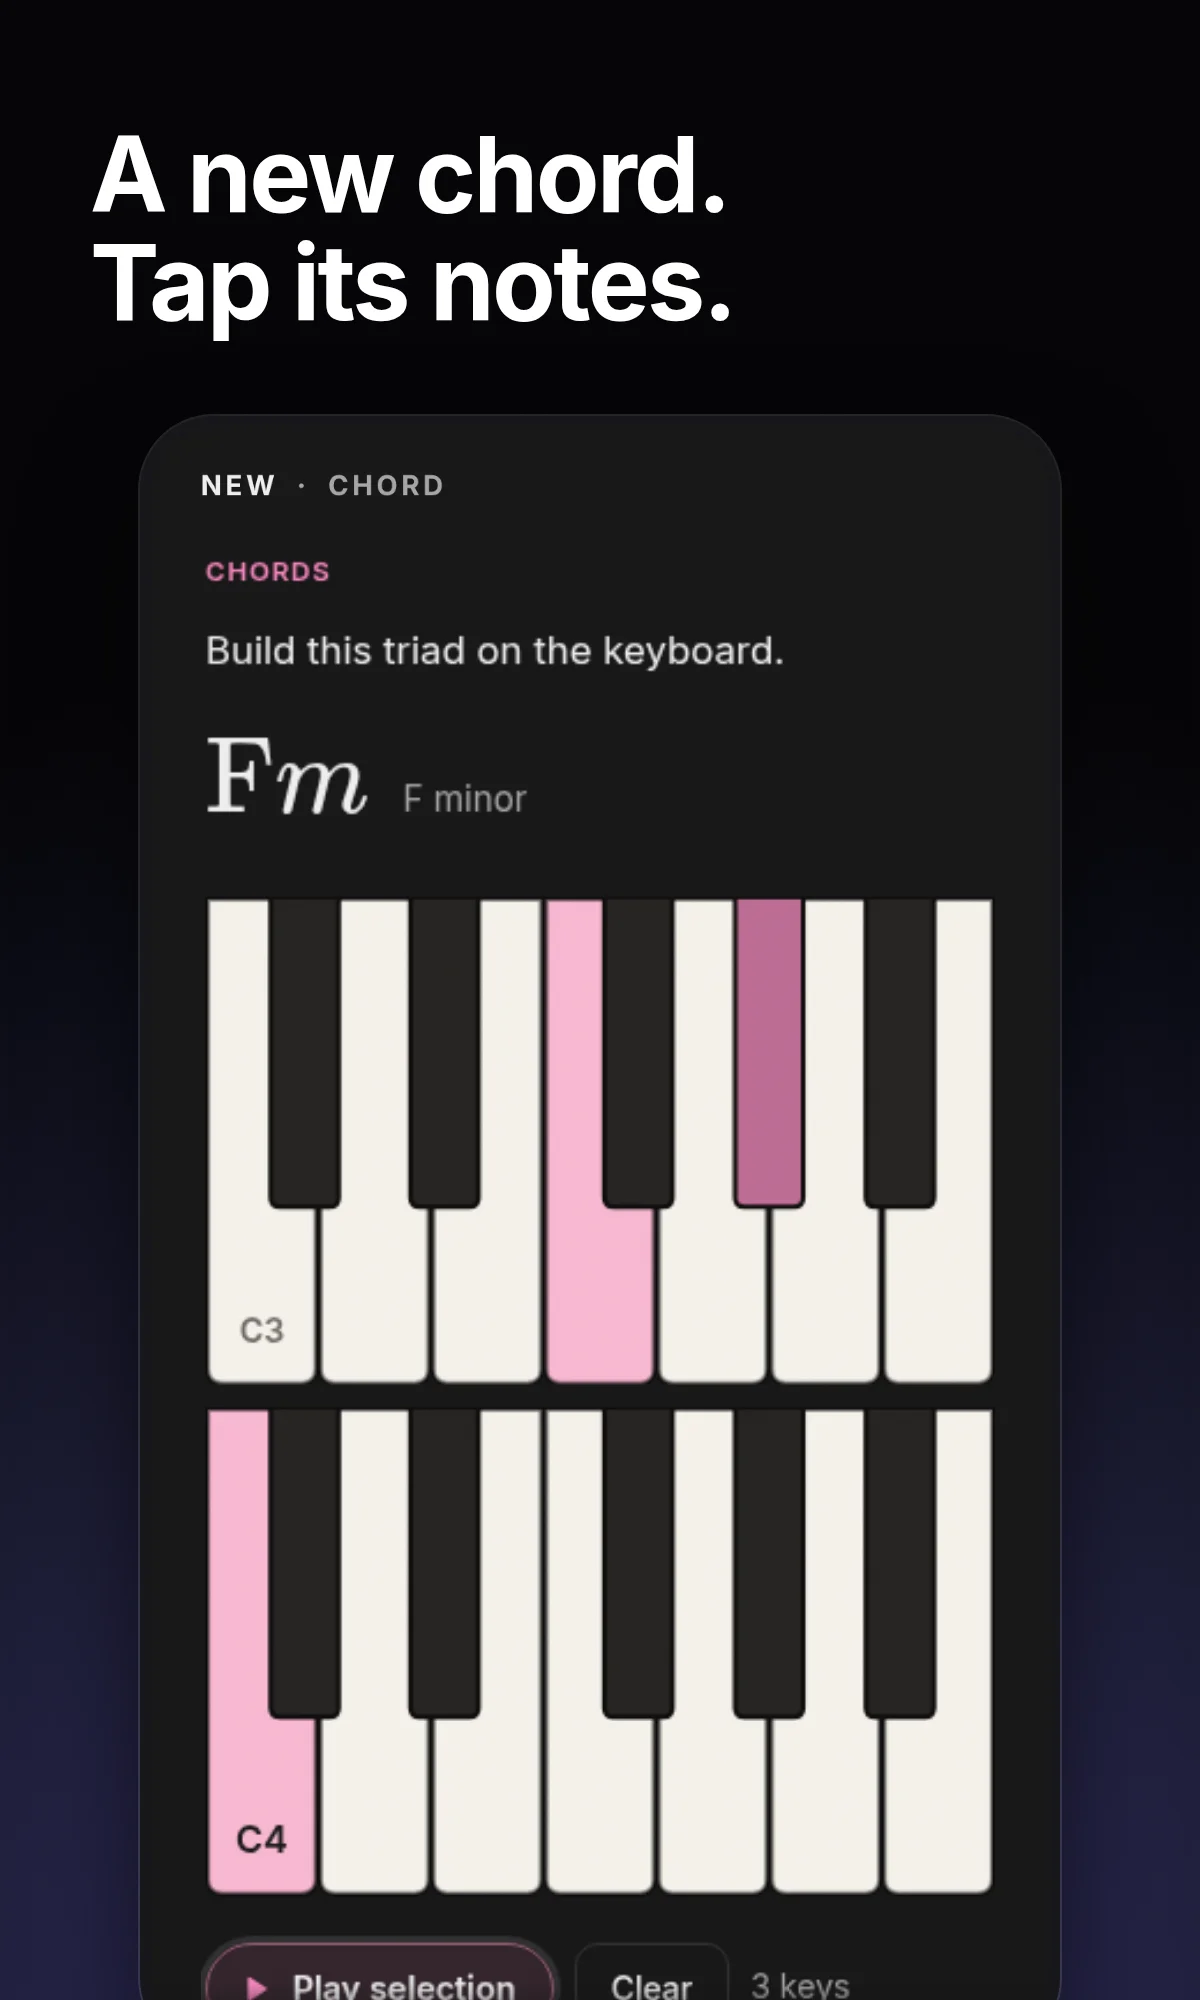 A new chord.
Tap its notes.
NEW · CHORD
CHORDS
Build this triad on the keyboard.
Fm F minor
C3
C4
Play selection Clear 3 keys